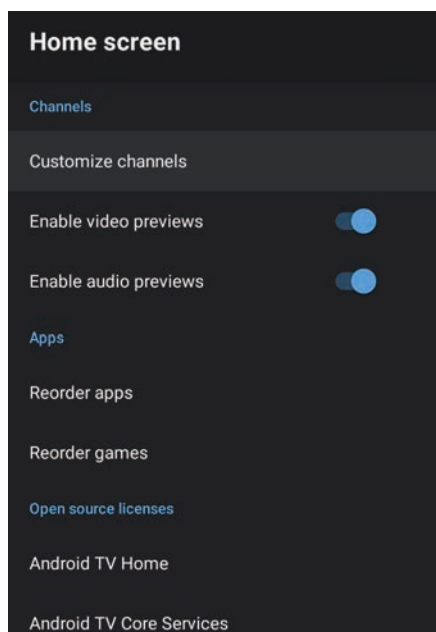 Home screen
Channels
Customize channels
Enable video previews
Enable audio previews
Apps
Reorder apps
Reorder games
Open source licenses
Android TV Home
Android TV Core Services